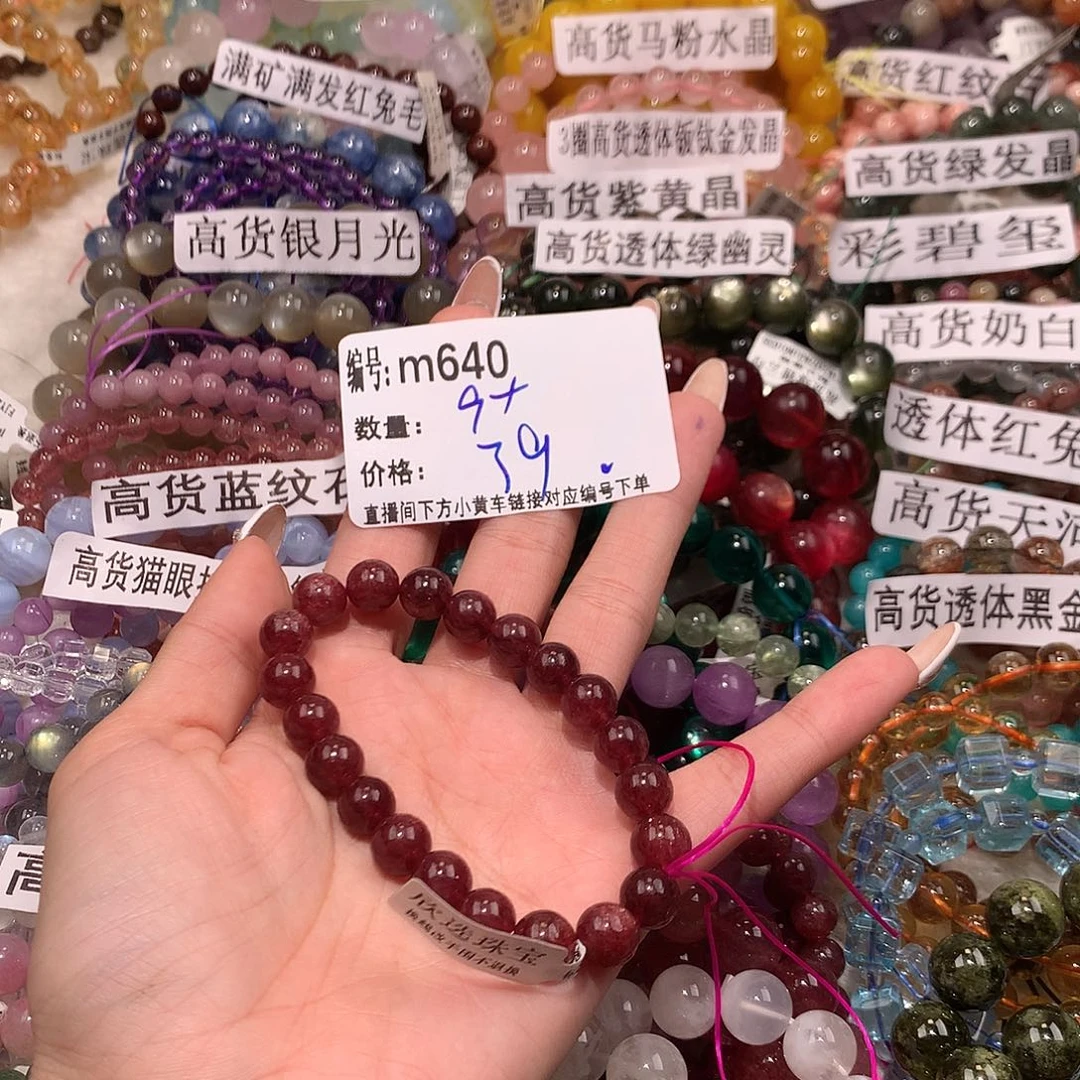 高货马粉水晶
满矿满发红兔毛
高货红纹
3圈高货透体钣钛金发晶
高货绿发晶
高货紫黄晶
高货银月光
高货透体绿幽灵
彩碧玺
高货奶白
编号: m640
数量: 9+
价格: 39.
直播间下方小黄车链接对应编号下单
透体红兔
高货蓝纹石
高货天河
高货猫眼
高货透体黑金
高
欣选珠宝